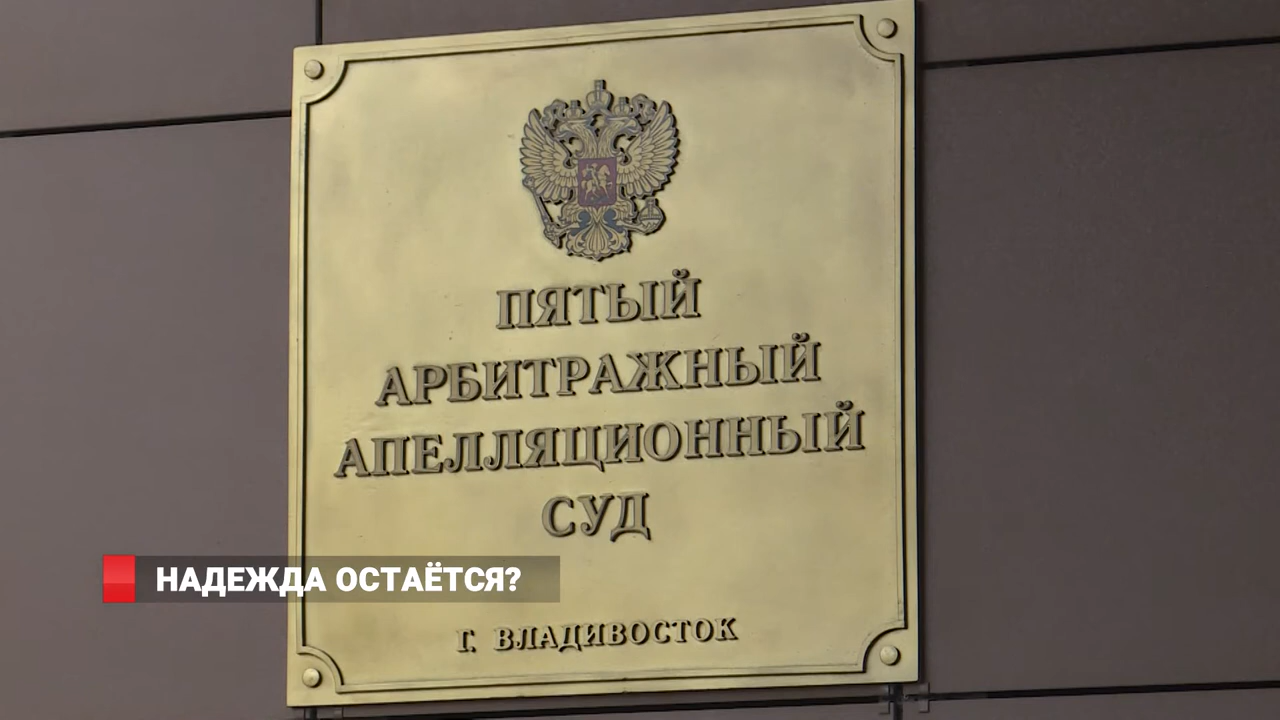 ПЯТЫЙ
АРБИТРАЖНЫЙ
АПЕЛЛЯЦИОННЫЙ
СУД
НАДЕЖДА ОСТАЁТСЯ?
Г. ВЛАДИВОСТОК